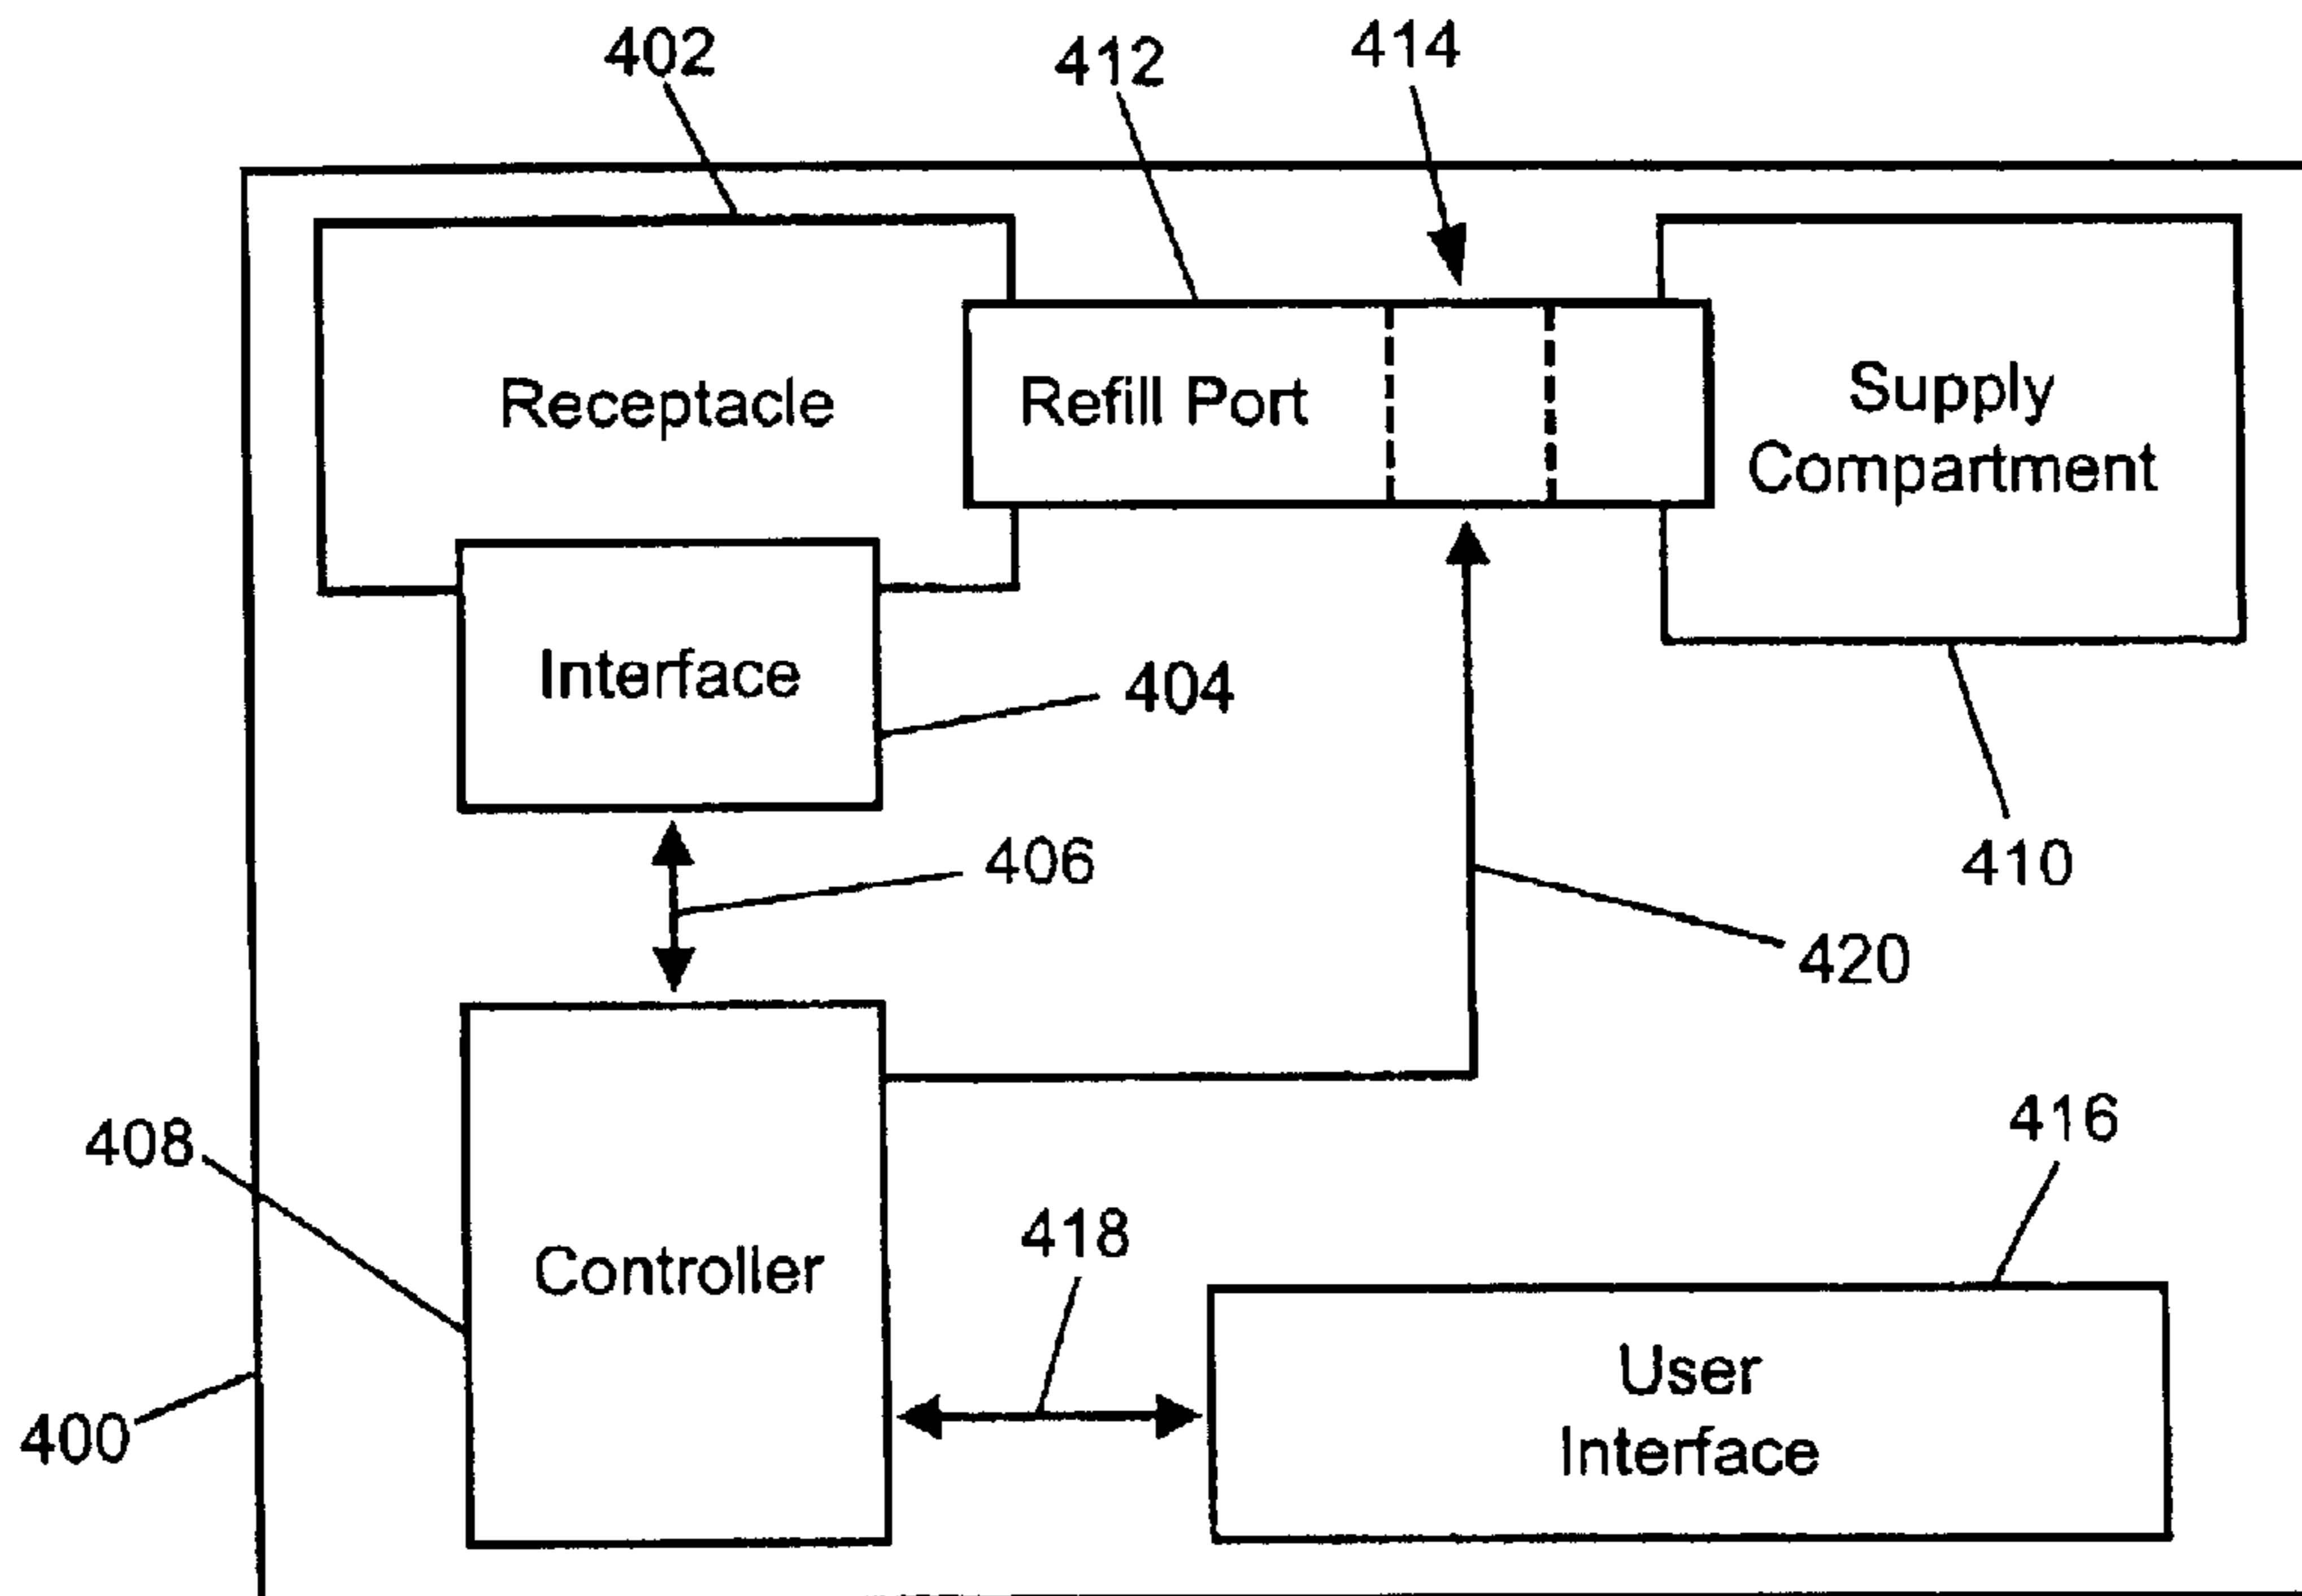 402
412
414
Receptacle
Refill Port
Supply
Compartment
Interface
404
406
410
420
408
416
418
Controller
400
User
Interface